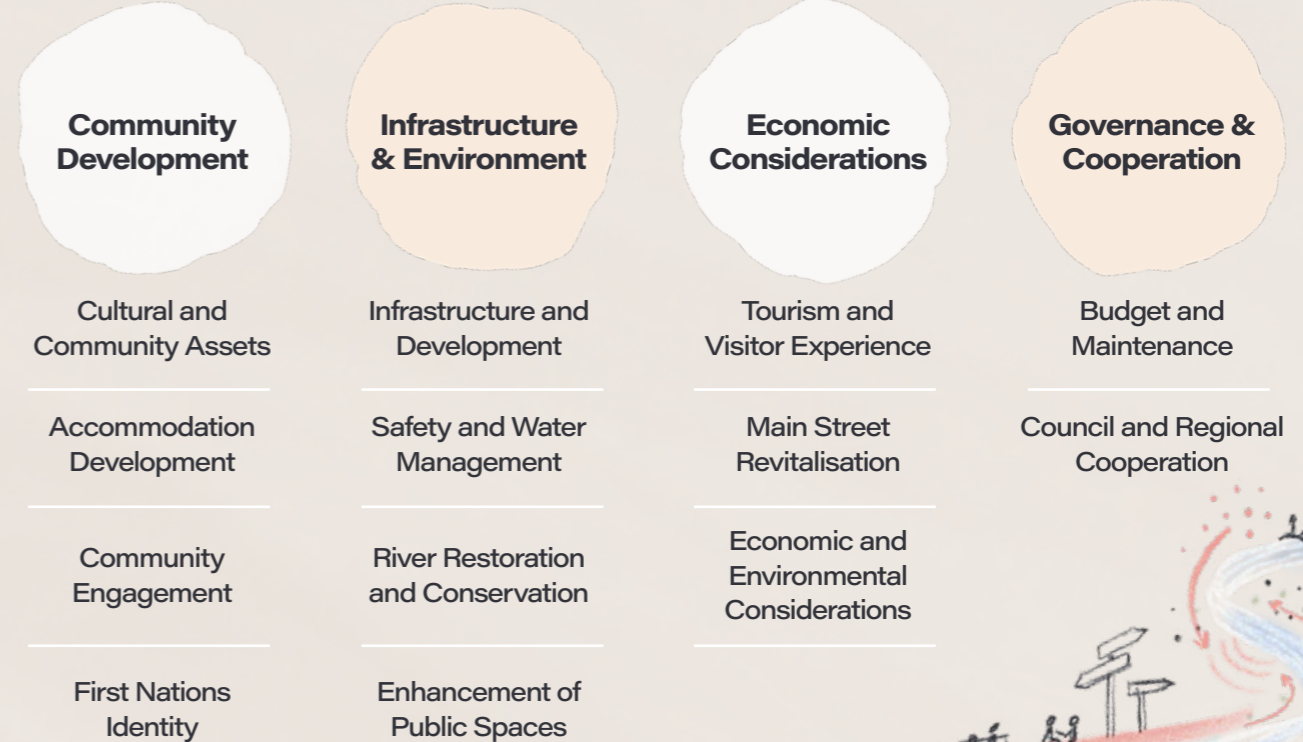 Community
Development
Cultural and
Community Assets
Accommodation
Development
Community
Engagement
First Nations
Identity
Infrastructure
& Environment
Infrastructure and
Development
Safety and Water
Management
River Restoration
and Conservation
Enhancement of
Public Spaces
Economic
Considerations
Tourism and
Visitor Experience
Main Street
Revitalisation
Economic and
Environmental
Considerations
Governance &
Cooperation
Budget and
Maintenance
Council and Regional
Cooperation